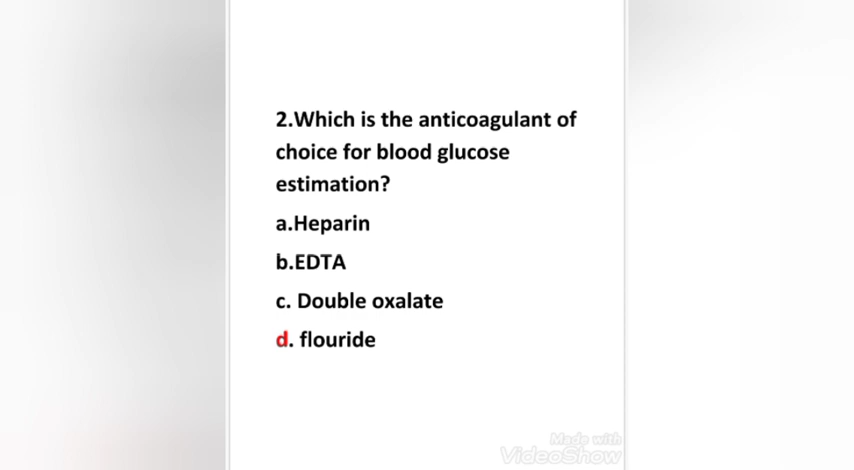 2.Which is the anticoagulant of
choice for blood glucose
estimation?
a.Heparin
b.EDTA
c. Double oxalate
d. flouride
Made with
VideoShow